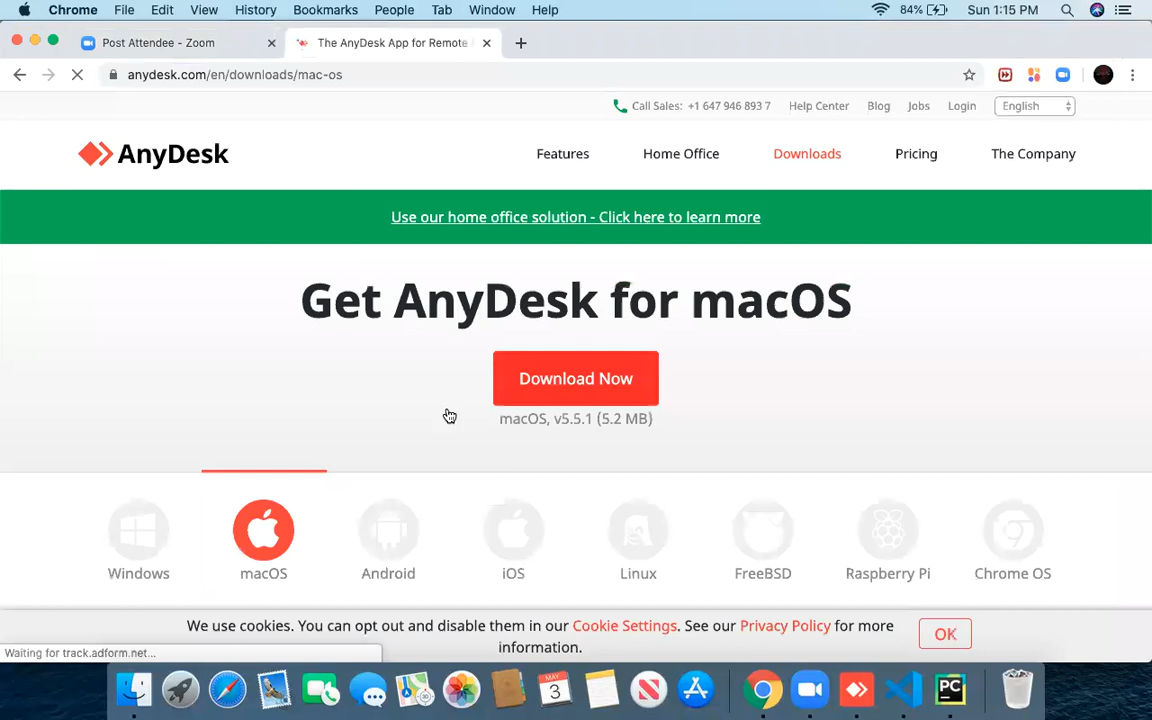 Chrome File Edit View History Bookmarks People Tab Window Help 84% Sun 1:15 PM
Post Attendee - Zoom The AnyDesk App for Remote
anydesk.com/en/downloads/mac-os
Call Sales: +1 647 946 893 7 Help Center Blog Jobs Login English
AnyDesk Features Home Office Downloads Pricing The Company
Use our home office solution - Click here to learn more
Get AnyDesk for macOS
Download Now
macOS, v5.5.1 (5.2 MB)
Windows macOS Android iOS Linux FreeBSD Raspberry Pi Chrome OS
We use cookies. You can opt out and disable them in our Cookie Settings. See our Privacy Policy for more
information.
OK
Waiting for track.adform.net...
MAY
3
PC